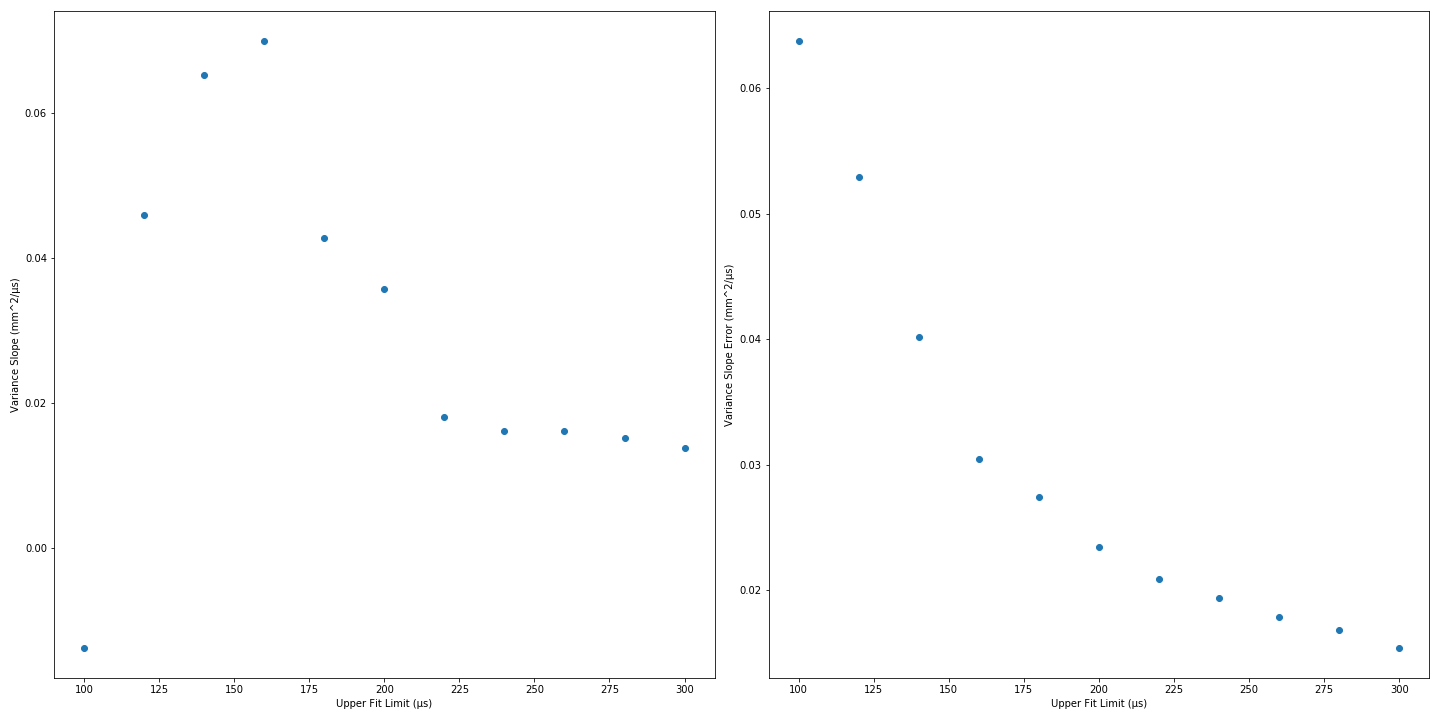 0.06
0.04
0.02
0.00
Variance Slope (mm^2/μs)
100 125 150 175 200 225 250 275 300
Upper Fit Limit (μs)
0.06
0.05
0.04
0.03
0.02
Variance Slope Error (mm^2/μs)
100 125 150 175 200 225 250 275 300
Upper Fit Limit (μs)